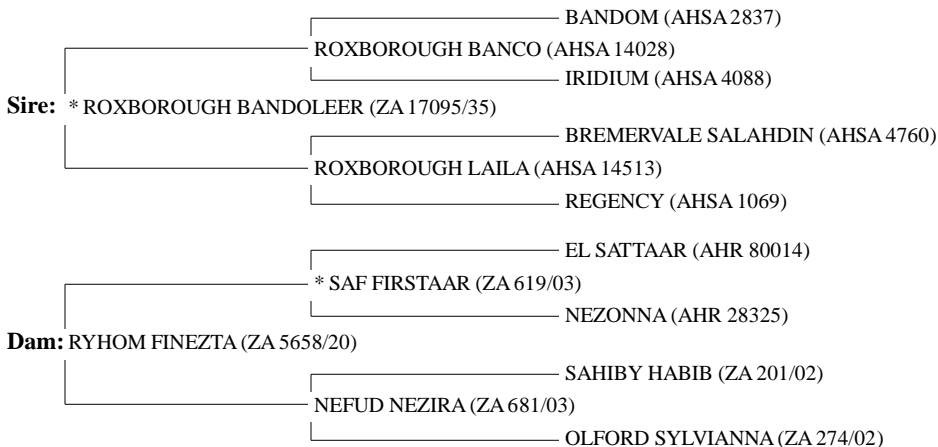 BANDOM (AHSA 2837)
ROXBOROUGH BANCO (AHSA 14028)
IRIDIUM (AHSA 4088)
Sire: * ROXBOROUGH BANDOLEER (ZA 17095/35)
BREMERVALE SALAHDIN (AHSA 4760)
ROXBOROUGH LAILA (AHSA 14513)
REGENCY (AHSA 1069)
EL SATTAAR (AHR 80014)
* SAF FIRSTAAR (ZA 619/03)
NEZONNA (AHR 28325)
Dam: RYHOM FINEZTA (ZA 5658/20)
SAHIBY HABIB (ZA 201/02)
NEFUD NEZIRA (ZA 681/03)
OLFORD SYLVIANNA (ZA 274/02)